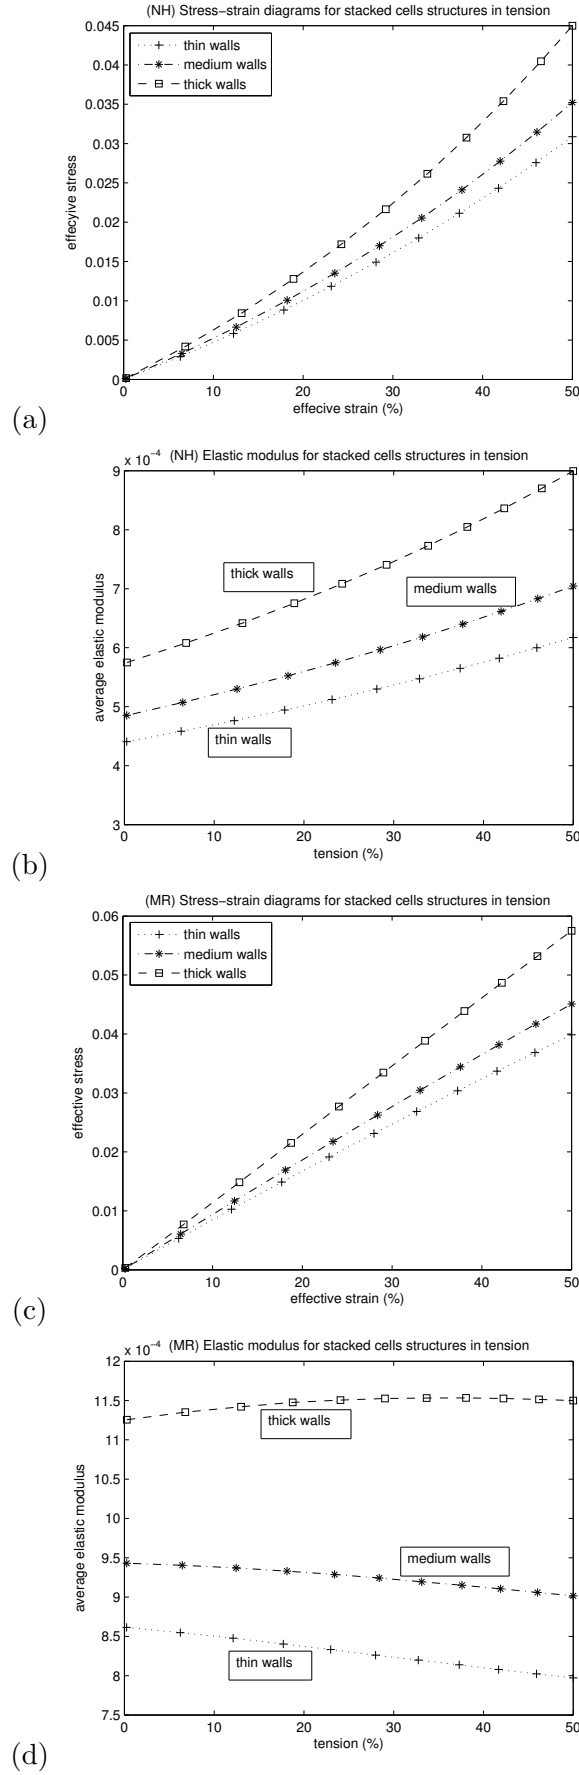 (NH) Stress−strain diagrams for stacked cells structures in tension
0.045
0.04
0.035
0.03
0.025
0.02
0.015
0.01
0.005
0
effecyive stress
thin walls
medium walls
thick walls
0 10 20 30 40 50
effecive strain (%)
(a)
x 10⁻⁴ (NH) Elastic modulus for stacked cells structures in tension
9
8
7
6
5
4
3
average elastic modulus
thick walls
medium walls
thin walls
0 10 20 30 40 50
tension (%)
(b)
(MR) Stress−strain diagrams for stacked cells structures in tension
0.06
0.05
0.04
0.03
0.02
0.01
0
effective stress
thin walls
medium walls
thick walls
0 10 20 30 40 50
effective strain (%)
(c)
x 10⁻⁴ (MR) Elastic modulus for stacked cells structures in tension
12
11.5
11
10.5
10
9.5
9
8.5
8
7.5
average elastic modulus
thick walls
medium walls
thin walls
0 10 20 30 40 50
tension (%)
(d)